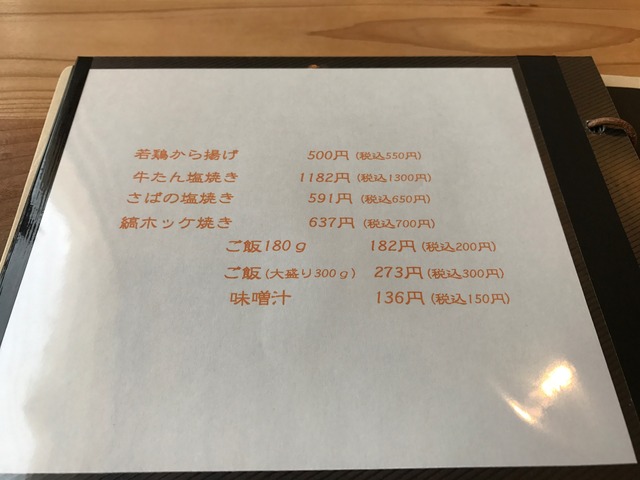 若鶏から揚げ 500円(税込550円)
牛たん塩焼き 1182円(税込1300円)
さばの塩焼き 591円(税込650円)
縞ホッケ焼き 637円(税込700円)
ご飯180g 182円(税込200円)
ご飯(大盛り300g) 273円(税込300円)
味噌汁 136円(税込150円)